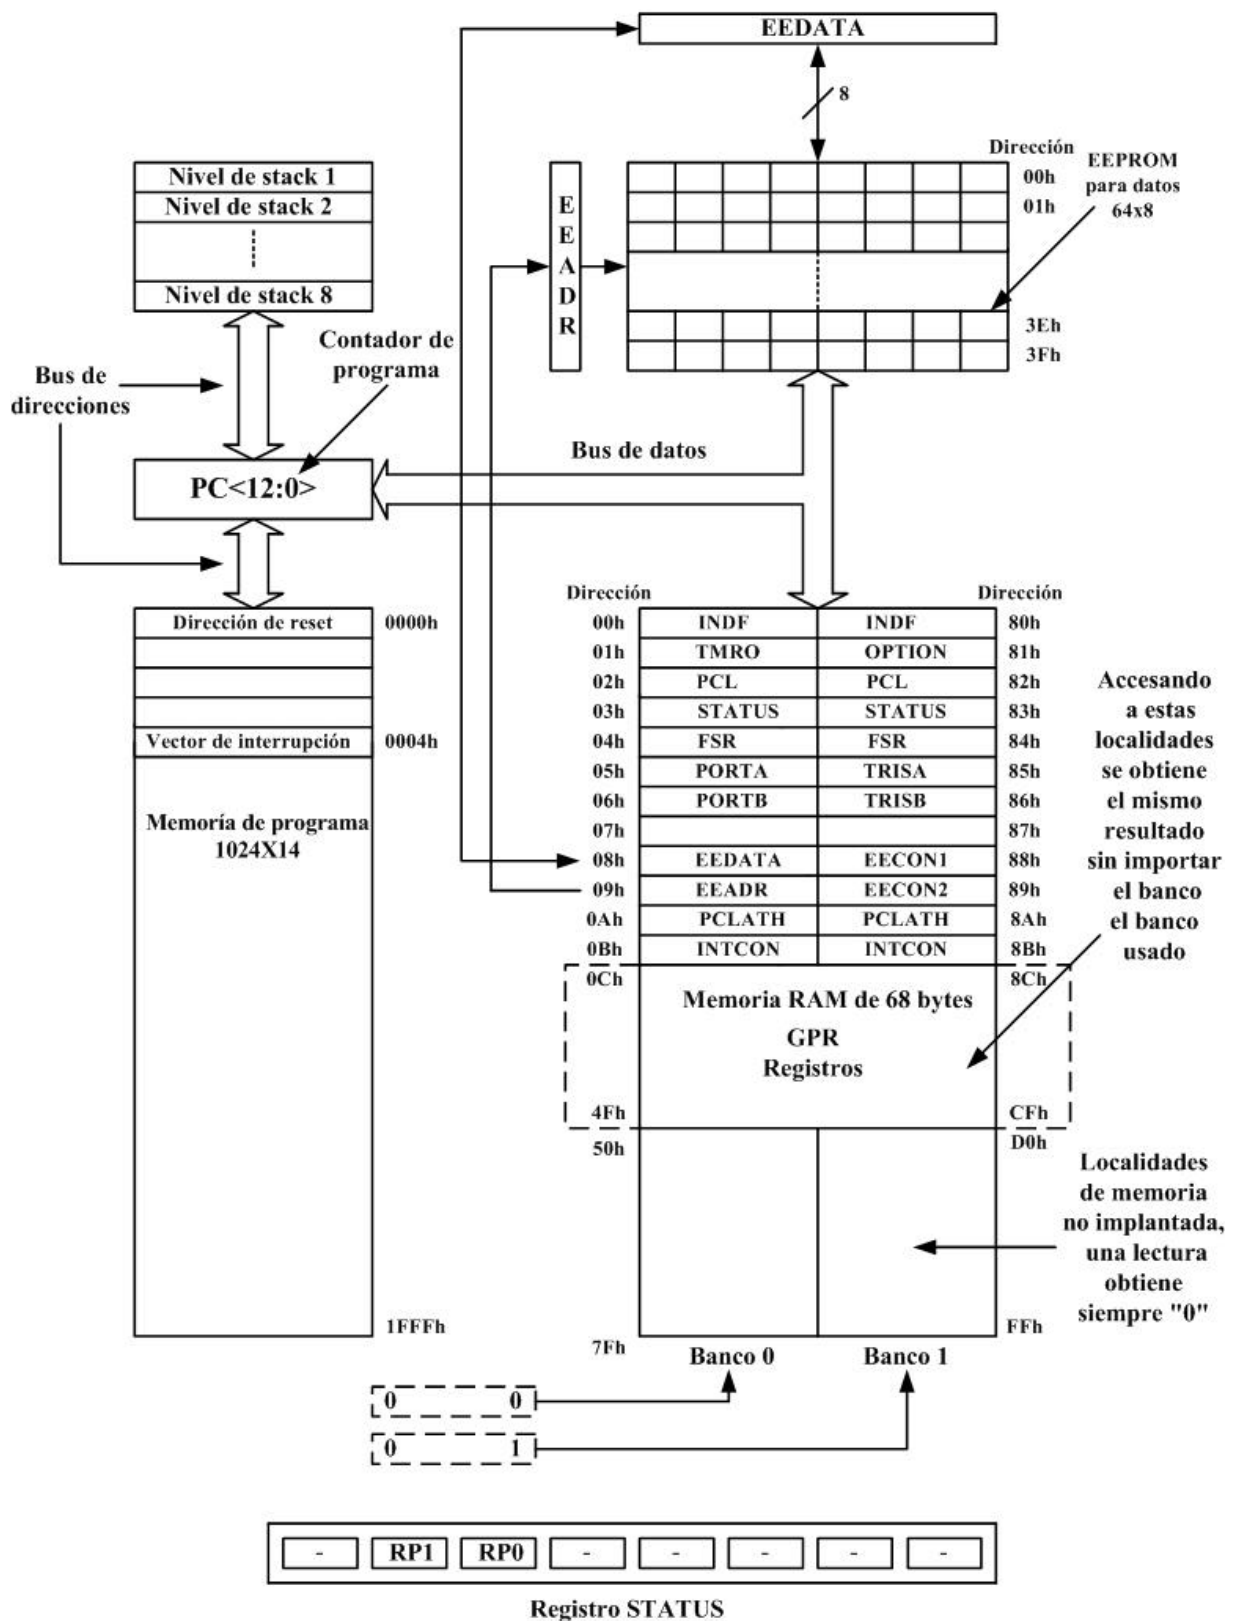 EEDATA
8
Dirección
EEPROM
para datos
64x8
00h
01h
3Eh
3Fh
E
E
A
D
R
Nivel de stack 1
Nivel de stack 2
Nivel de stack 8
Contador de
programa
Bus de
direcciones
Bus de datos
PC<12:0>
Dirección de reset
0000h
Vector de interrupción
0004h
Memoría de programa
1024X14
1FFFh
Dirección
Dirección
00h INDF INDF 80h
01h TMRO OPTION 81h
02h PCL PCL 82h
03h STATUS STATUS 83h
04h FSR FSR 84h
05h PORTA TRISA 85h
06h PORTB TRISB 86h
07h 87h
08h EEDATA EECON1 88h
09h EEADR EECON2 89h
0Ah PCLATH PCLATH 8Ah
0Bh INTCON INTCON 8Bh
0Ch 8Ch
Memoria RAM de 68 bytes
GPR
Registros
4Fh CFh
50h D0h
7Fh FFh
Accesando
a estas
localidades
se obtiene
el mismo
resultado
sin importar
el banco
el banco
usado
Localidades
de memoria
no implantada,
una lectura
obtiene
siempre "0"
Banco 0 Banco 1
0 0
0 1
- RP1 RP0 - - - - -
Registro STATUS